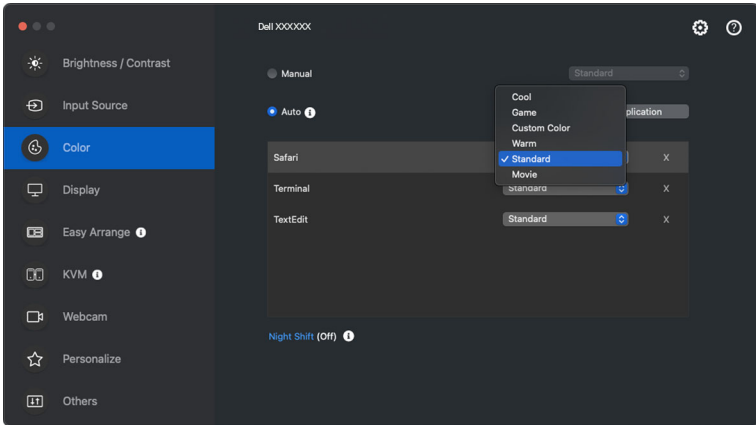 Dell XXXXXX
Brightness / Contrast
Input Source
Color
Display
Easy Arrange
KVM
Webcam
Personalize
Others
Manual
Standard
Auto
plication
Cool
Game
Custom Color
Warm
Standard
Movie
Safari
X
Terminal
Standard
X
TextEdit
Standard
X
Night Shift (Off)